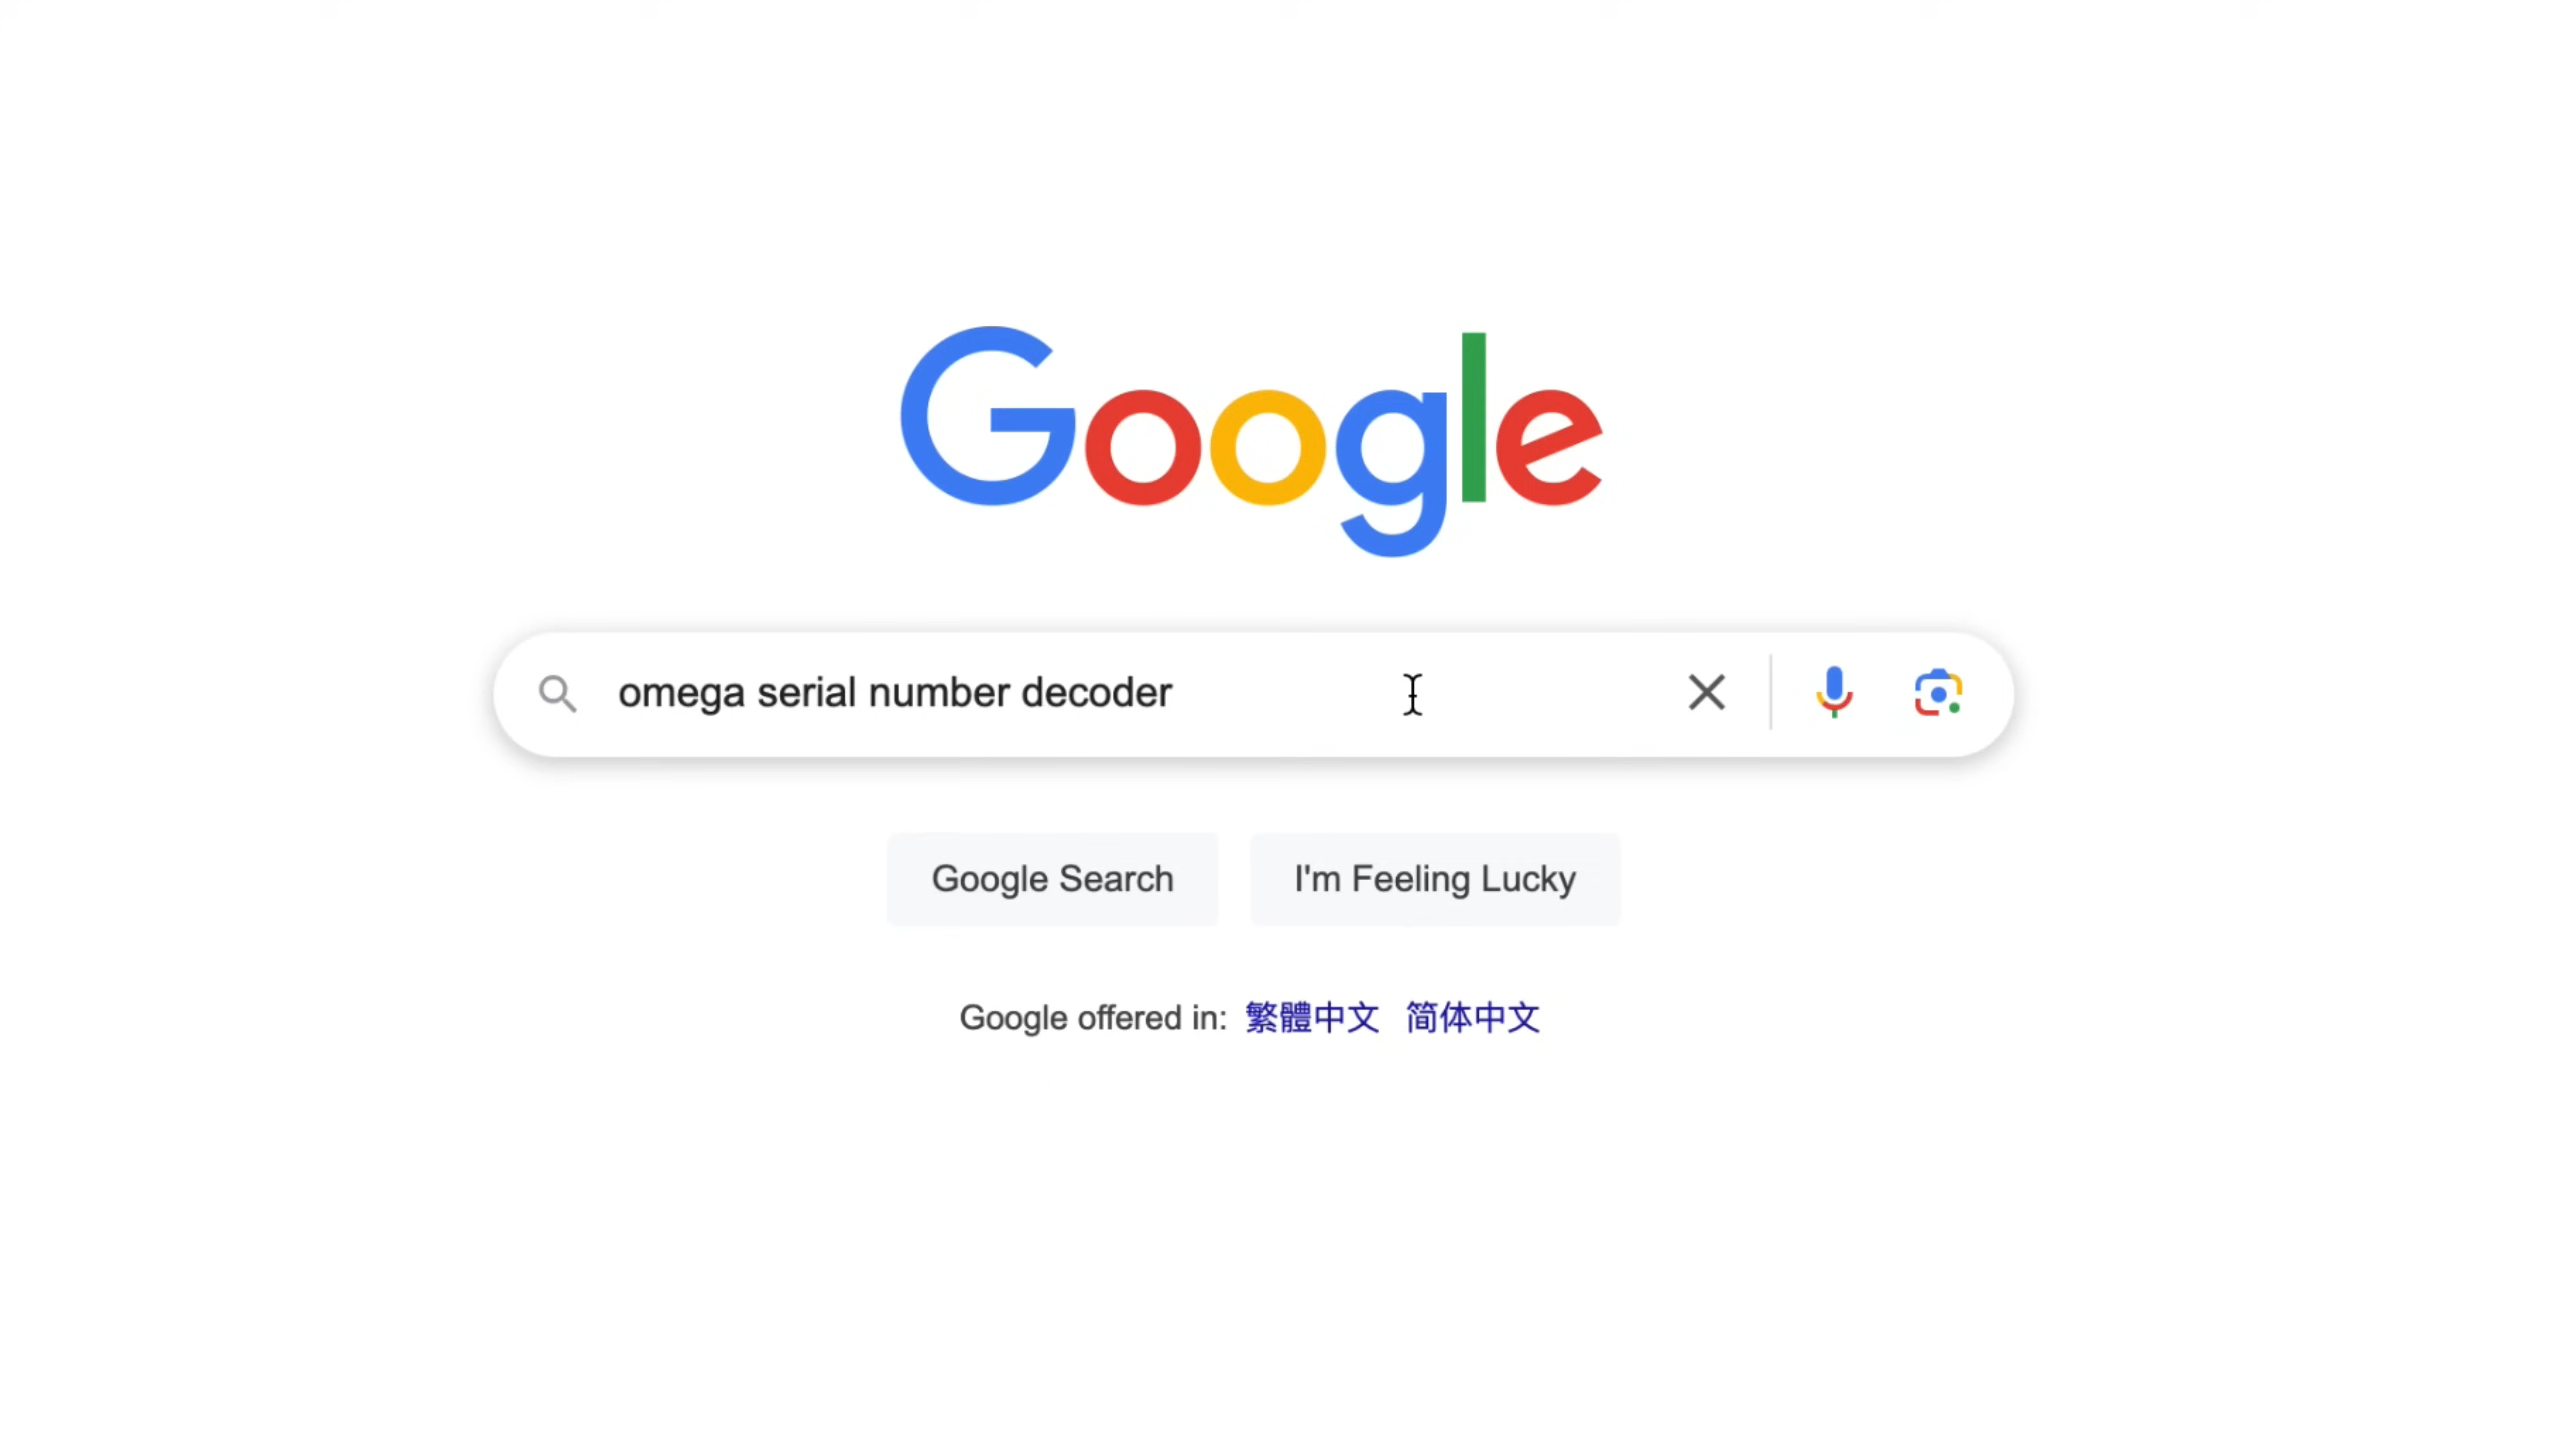 Google
omega serial number decoder
Google Search
I'm Feeling Lucky
Google offered in: 繁體中文 简体中文